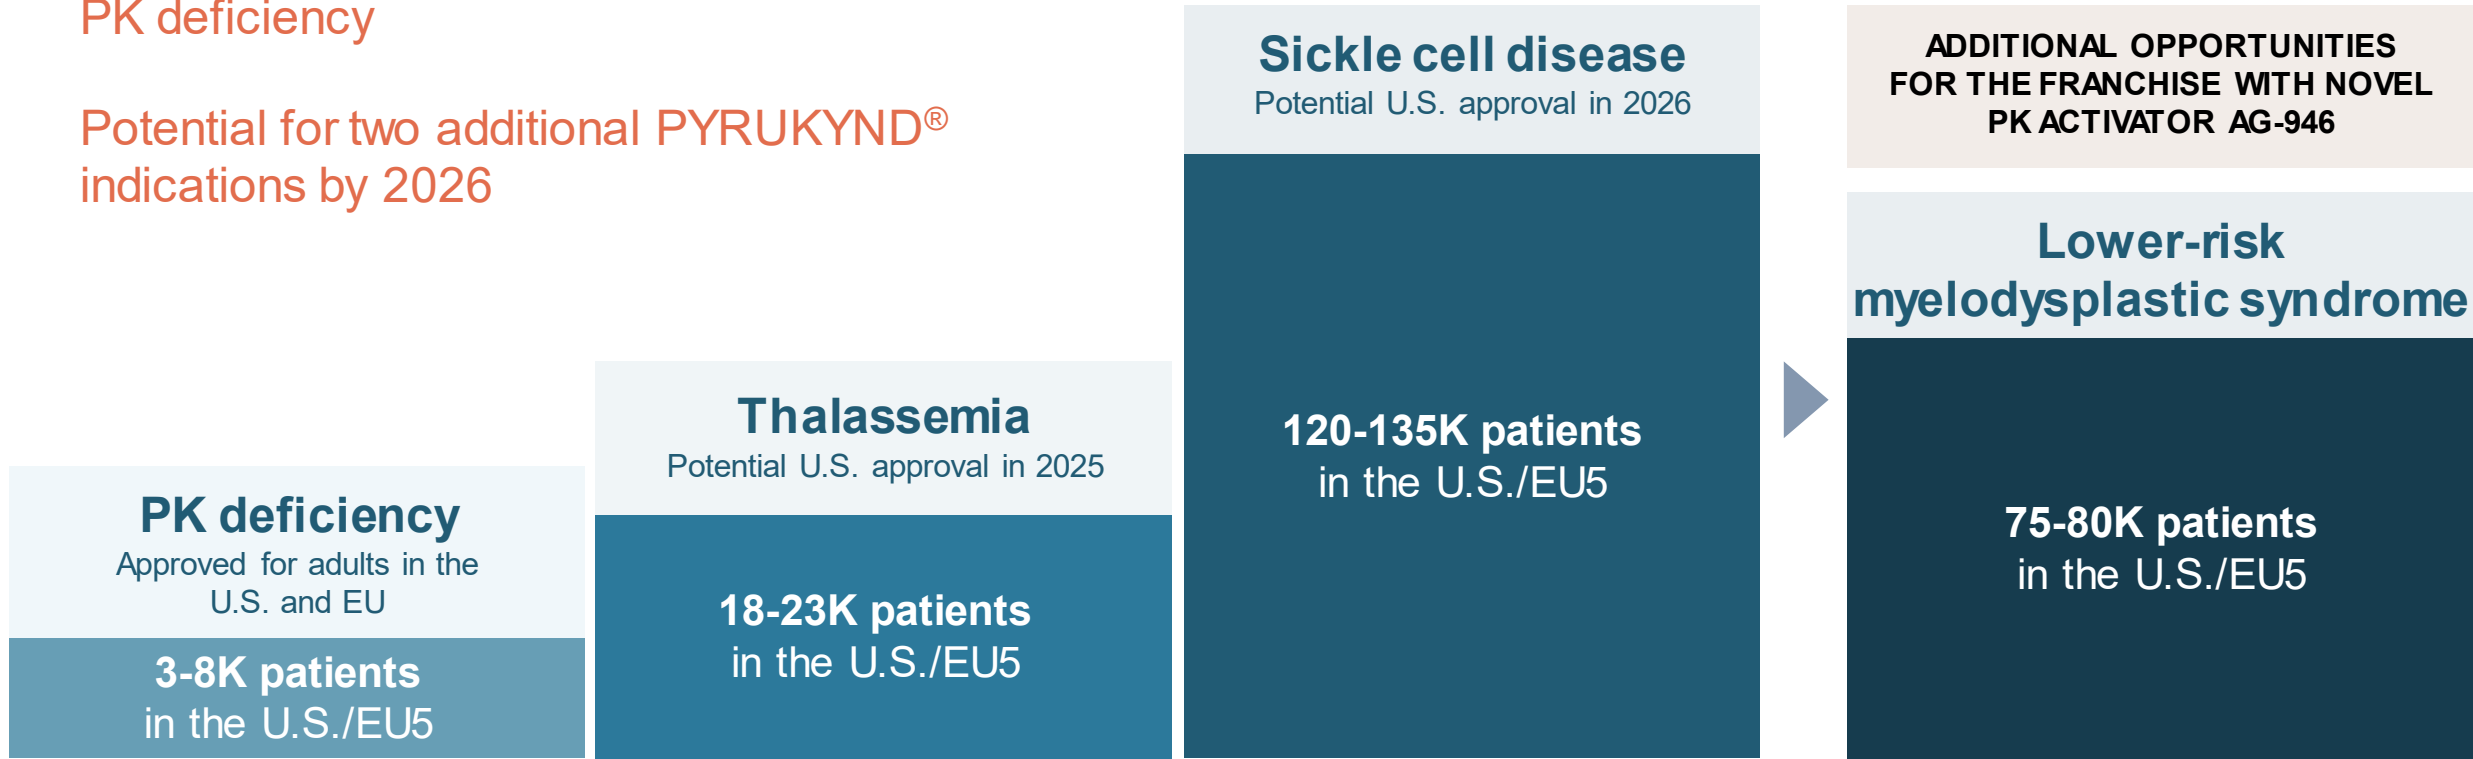 PK deficiency
Potential for two additional PYRUKYND®
indications by 2026
PK deficiency
Approved for adults in the
U.S. and EU
3-8K patients
in the U.S./EU5
Thalassemia
Potential U.S. approval in 2025
18-23K patients
in the U.S./EU5
Sickle cell disease
Potential U.S. approval in 2026
120-135K patients
in the U.S./EU5
ADDITIONAL OPPORTUNITIES
FOR THE FRANCHISE WITH NOVEL
PK ACTIVATOR AG-946
Lower-risk
myelodysplastic syndrome
75-80K patients
in the U.S./EU5